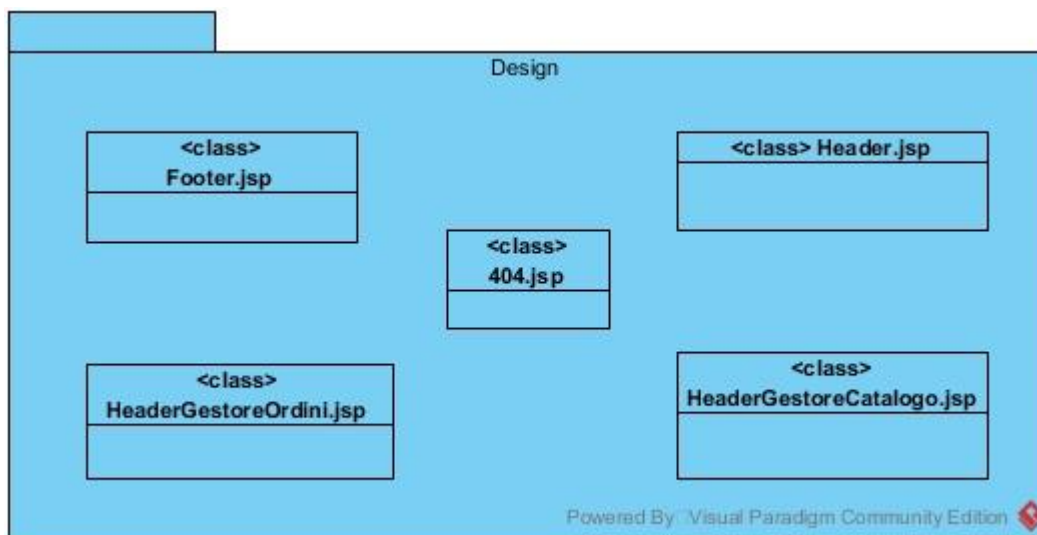 Design
<class>
Footer.jsp
<class> Header.jsp
<class>
404.jsp
<class>
HeaderGestoreOrdini.jsp
<class>
HeaderGestoreCatalogo.jsp
Powered By Visual Paradigm Community Edition